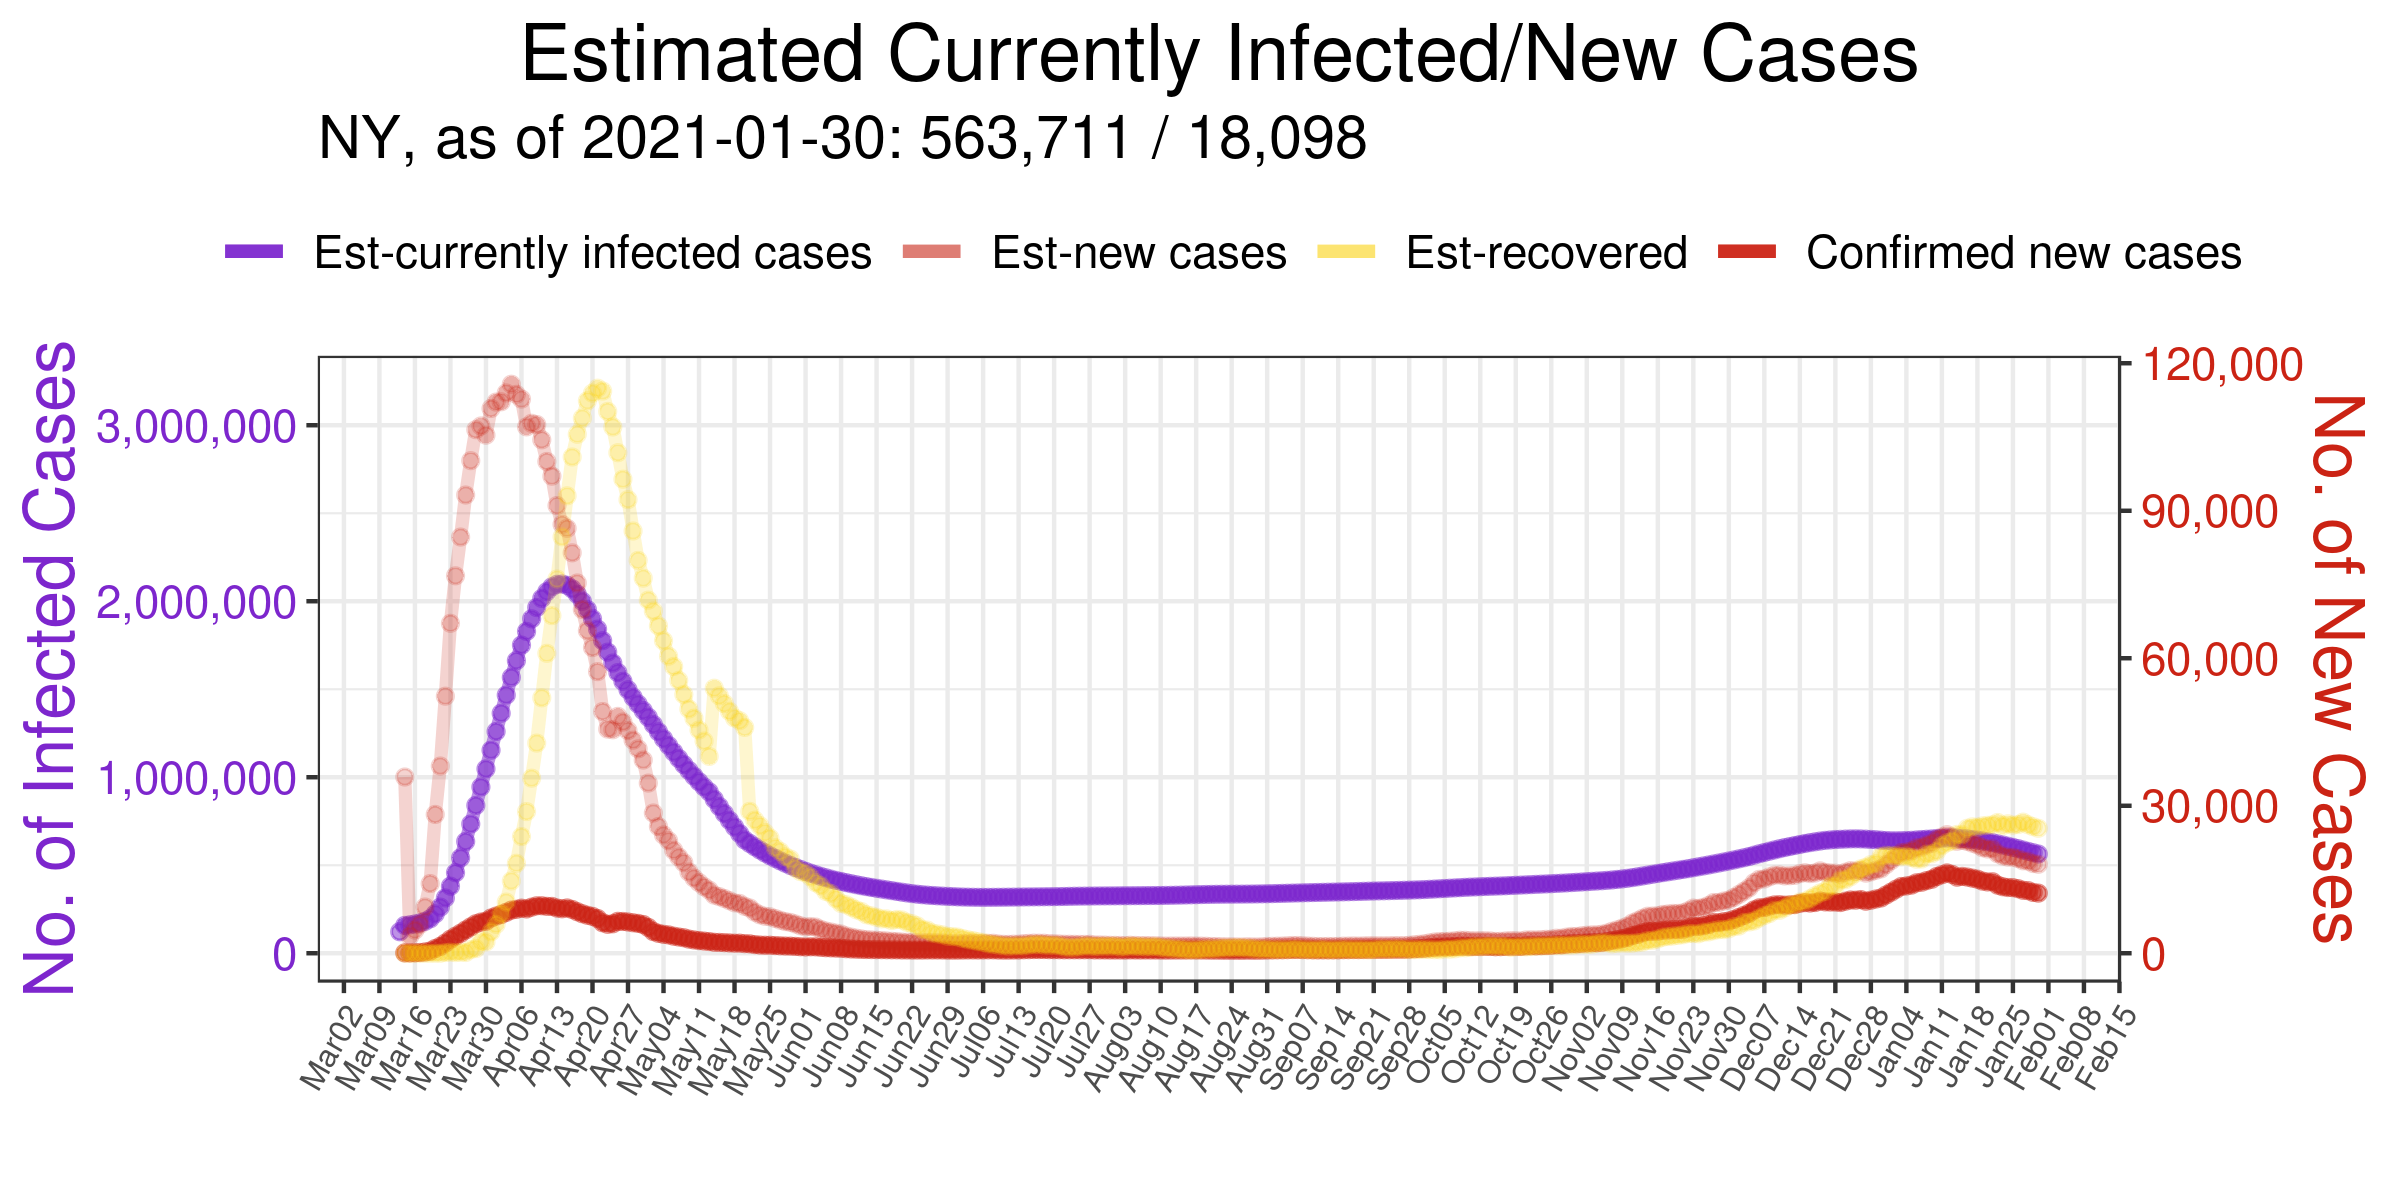 Estimated Currently Infected/New Cases
NY, as of 2021-01-30: 563,711 / 18,098
Est-currently infected cases Est-new cases Est-recovered Confirmed new cases
No. of Infected Cases
3,000,000
2,000,000
1,000,000
0
120,000
90,000
60,000
30,000
0
No. of New Cases
Mar02 Mar09 Mar16 Mar23 Mar30 Apr06 Apr13 Apr20 Apr27 May04 May11 May18 May25 Jun01 Jun08 Jun15 Jun22 Jun29 Jul06 Jul13 Jul20 Jul27 Aug03 Aug10 Aug17 Aug24 Aug31 Sep07 Sep14 Sep21 Sep28 Oct05 Oct12 Oct19 Oct26 Nov02 Nov09 Nov16 Nov23 Nov30 Dec07 Dec14 Dec21 Dec28 Jan04 Jan11 Jan18 Jan25 Feb01 Feb08 Feb15